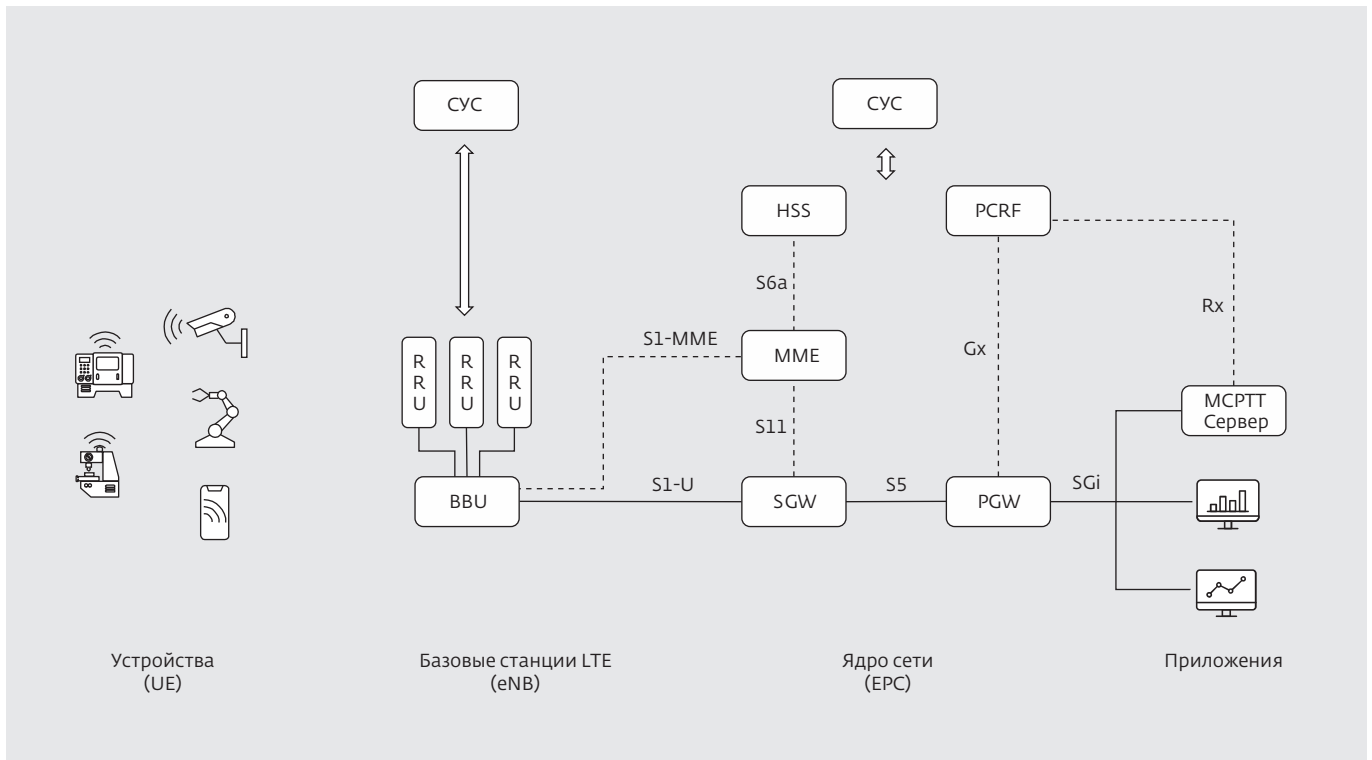 СУС
СУС
HSS
PCRF
S6a
Rx
S1-MME
MME
Gx
R
R
U
R
R
U
R
R
U
MCPTT
Сервер
S11
BBU
S1-U
SGW
S5
PGW
SGi
Устройства
(UE)
Базовые станции LTE
(eNB)
Ядро сети
(EPC)
Приложения